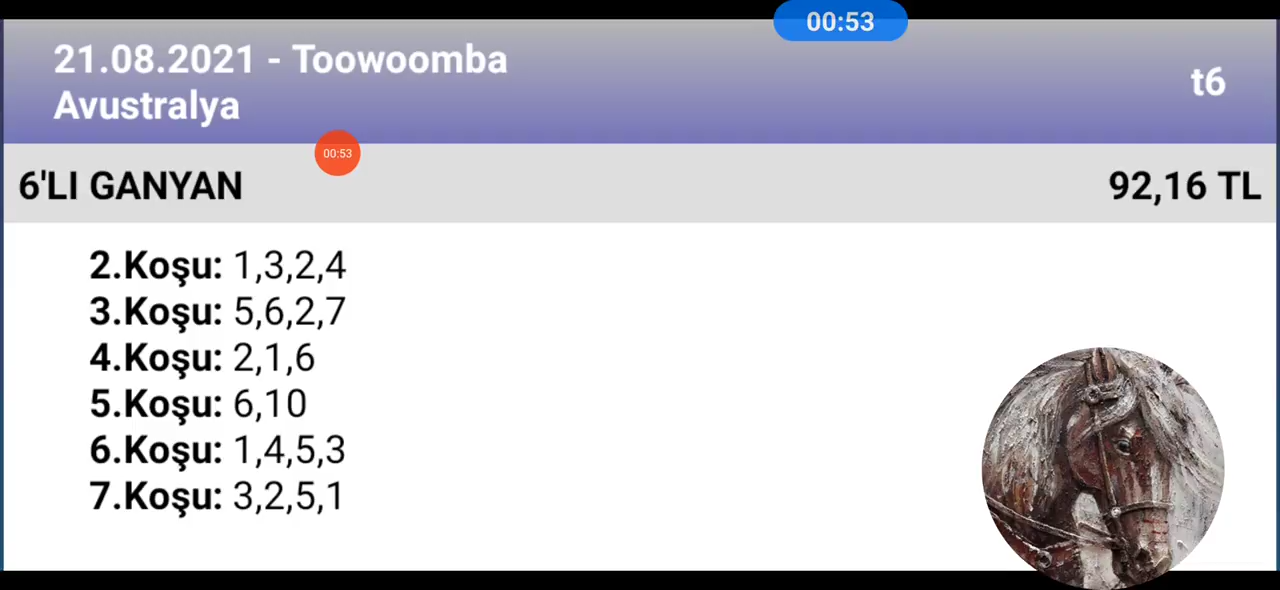 00:53
21.08.2021 - Toowoomba
Avustralya
t6
00:53
6'LI GANYAN
92,16 TL
2.Koşu: 1,3,2,4
3.Koşu: 5,6,2,7
4.Koşu: 2,1,6
5.Koşu: 6,10
6.Koşu: 1,4,5,3
7.Koşu: 3,2,5,1